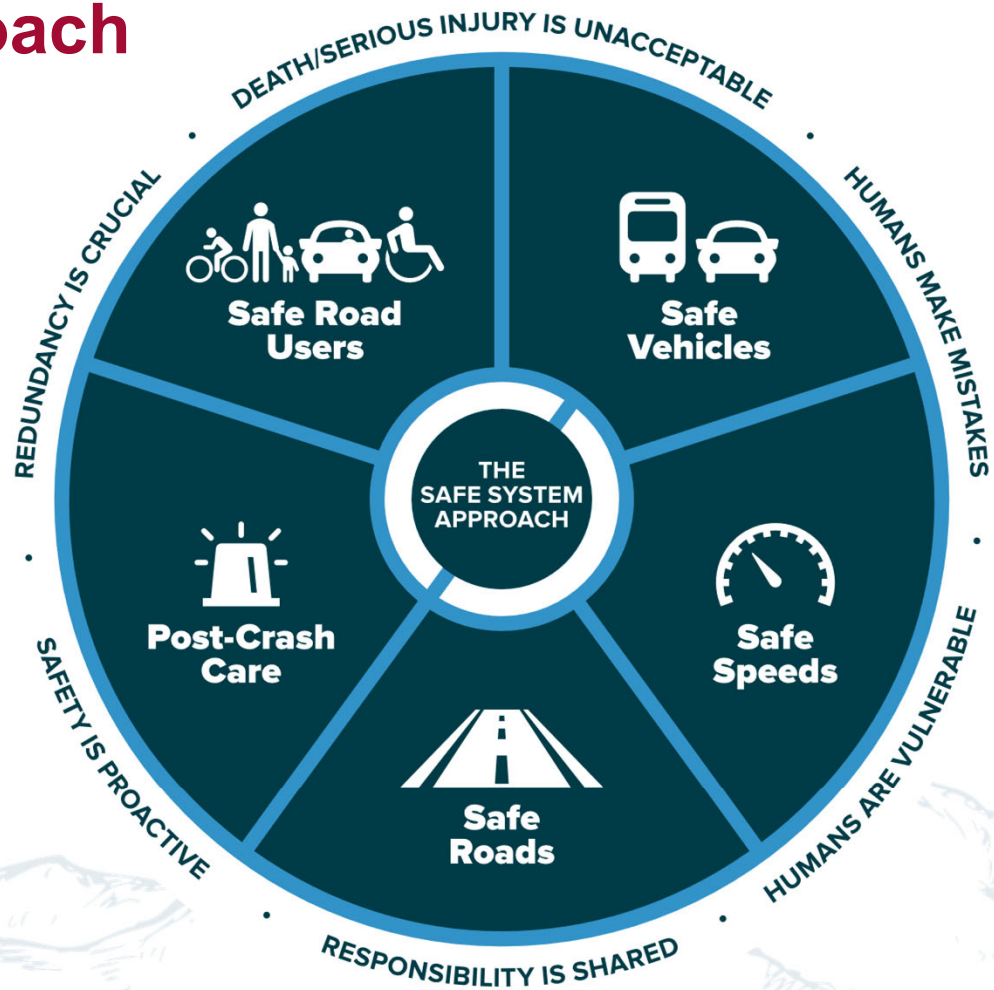 oach
DEATH/SERIOUS INJURY IS UNACCEPTABLE
HUMANS MAKE MISTAKES
HUMANS ARE VULNERABLE
RESPONSIBILITY IS SHARED
SAFETY IS PROACTIVE
REDUNDANCY IS CRUCIAL
Safe Road
Users
Safe
Vehicles
THE
SAFE SYSTEM
APPROACH
Post-Crash
Care
Safe
Speeds
Safe
Roads